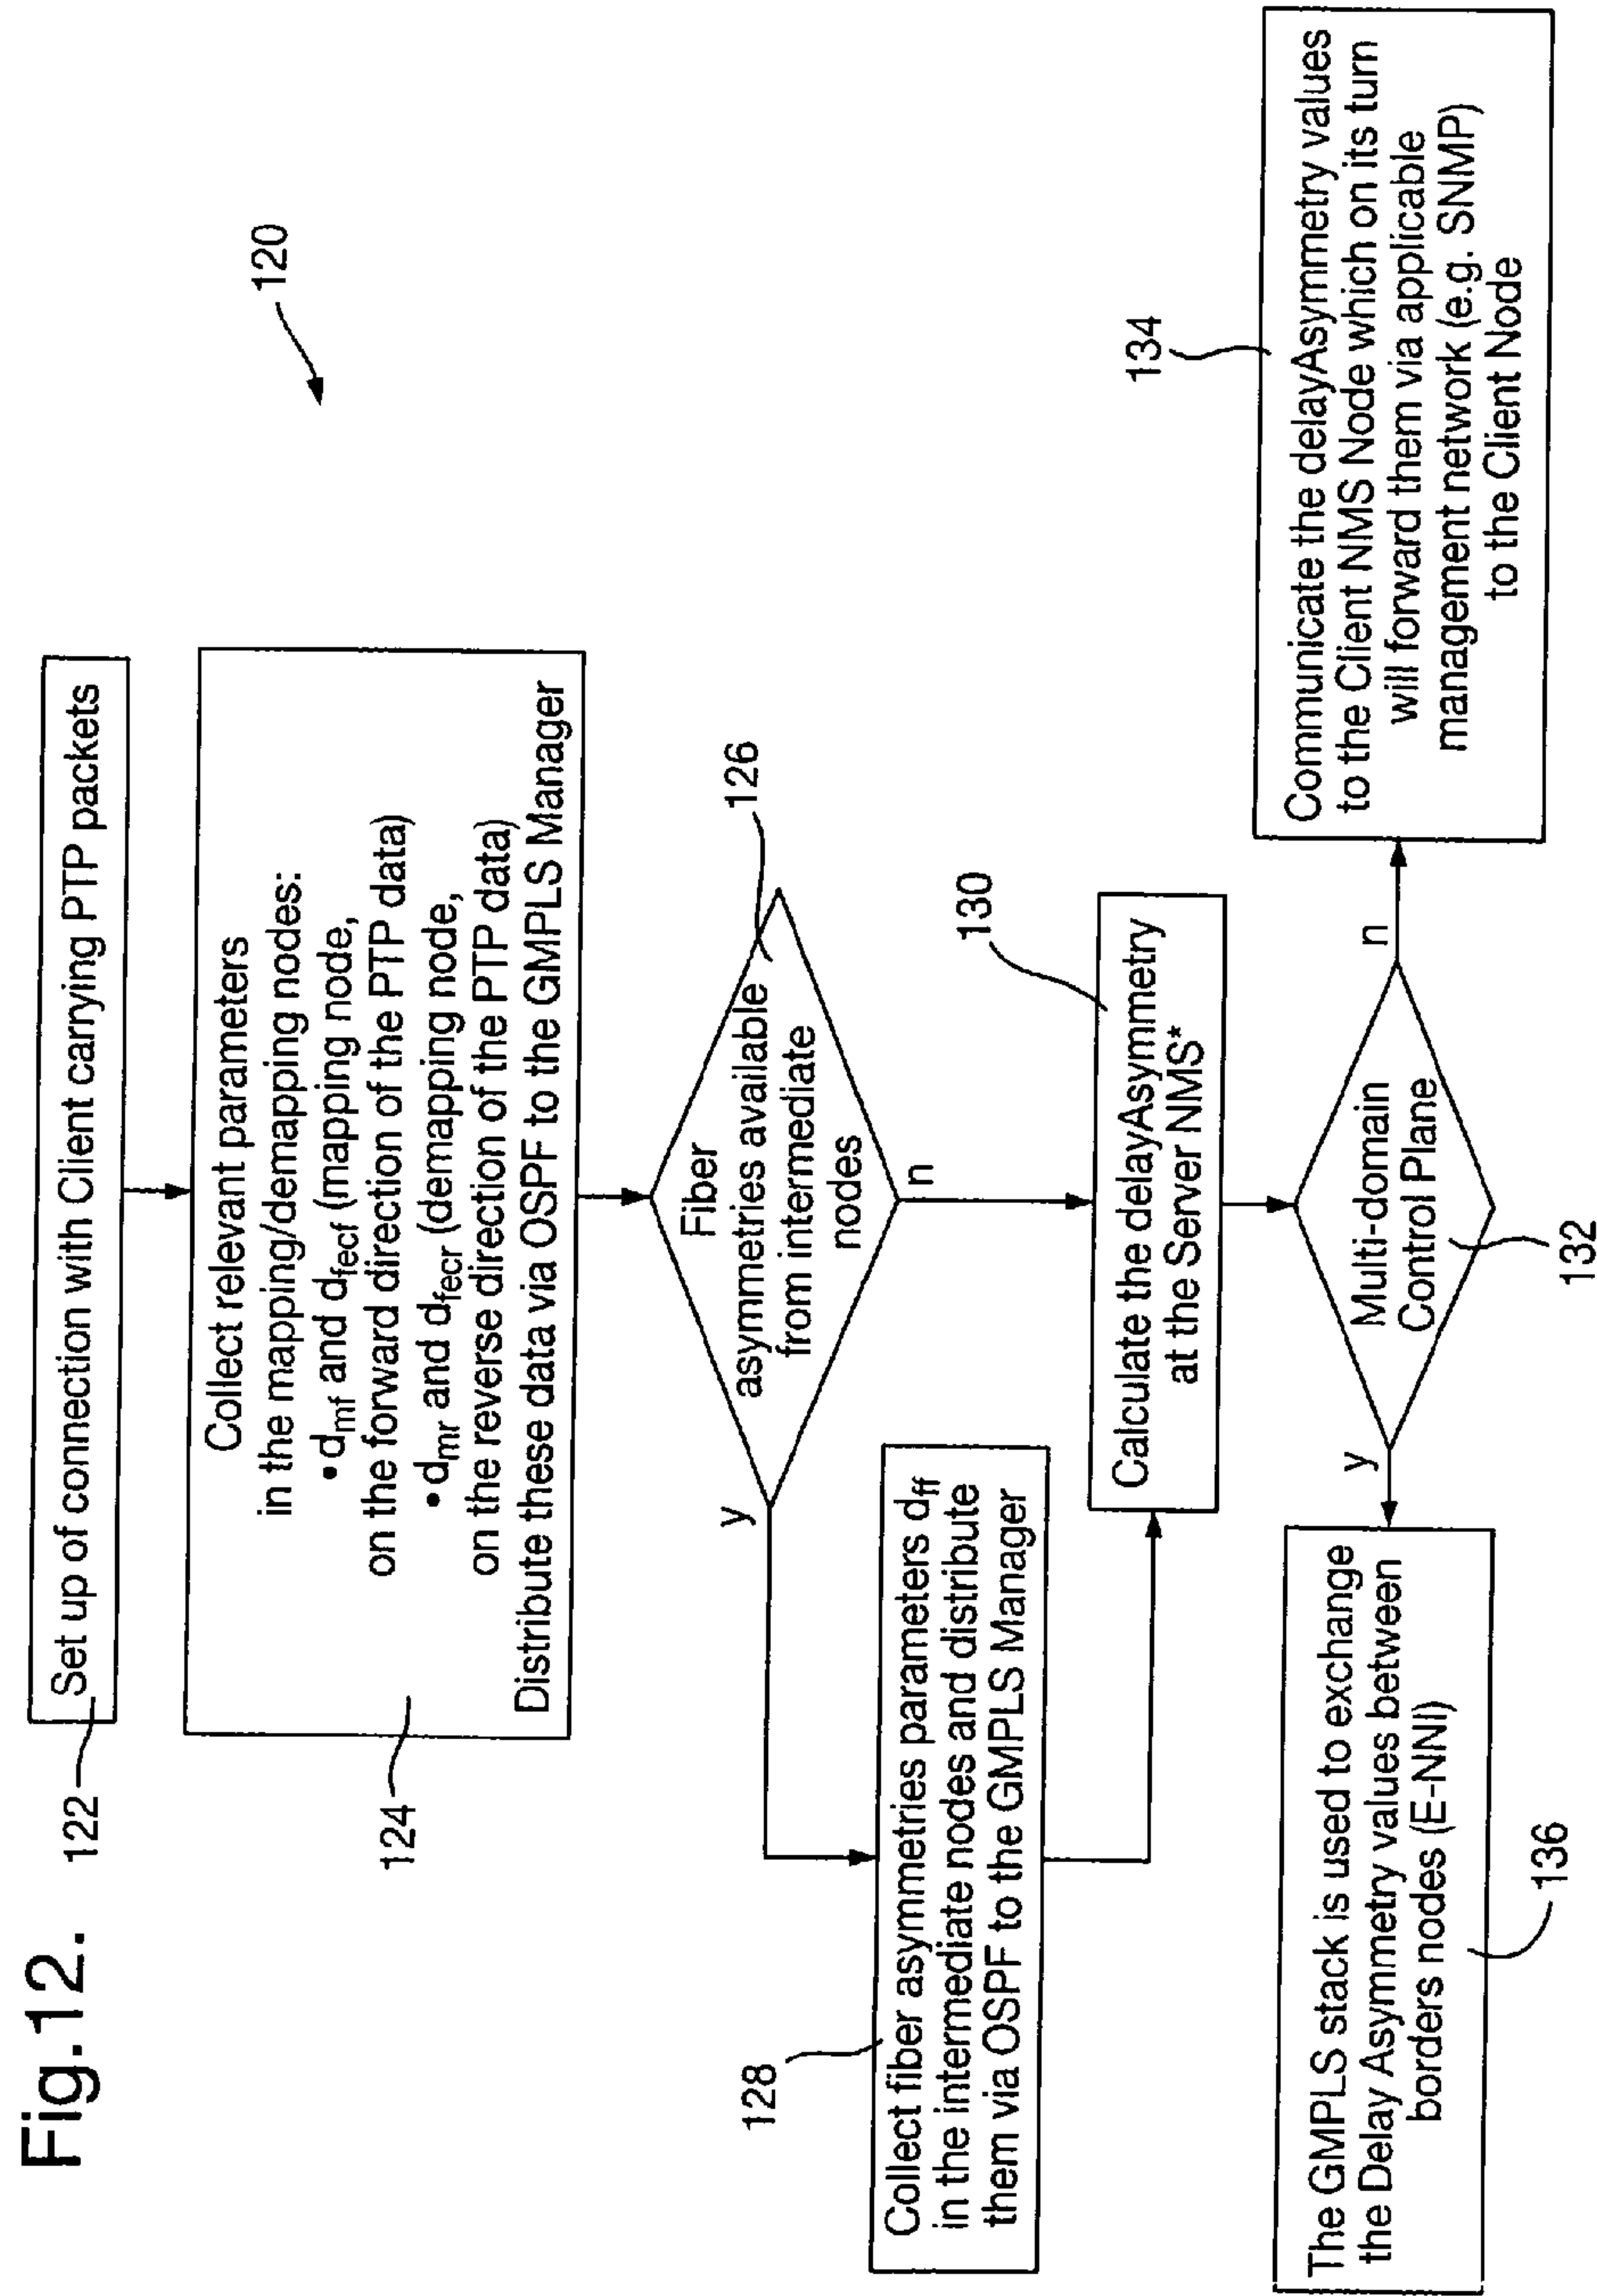 Fig.12.
120
122
Set up of connection with Client carrying PTP packets
124
Collect relevant parameters
in the mapping/demapping nodes:
•dmf and dfecf (mapping node,
on the forward direction of the PTP data)
•dmr and dfecr (demapping node,
on the reverse direction of the PTP data)
Distribute these data via OSPF to the GMPLS Manager
126
Fiber
asymmetries available
from intermediate
nodes
y
n
128
Collect fiber asymmetries parameters dff
in the intermediate nodes and distribute
them via OSPF to the GMPLS Manager
130
Calculate the delayAsymmetry
at the Server NMS*
132
Multi-domain
Control Plane
y
n
134
Communicate the delayAsymmetry values
to the Client NMS Node which on its turn
will forward them via applicable
management network (e.g. SNMP)
to the Client Node
The GMPLS stack is used to exchange
the Delay Asymmetry values between
borders nodes (E-NNI)
136